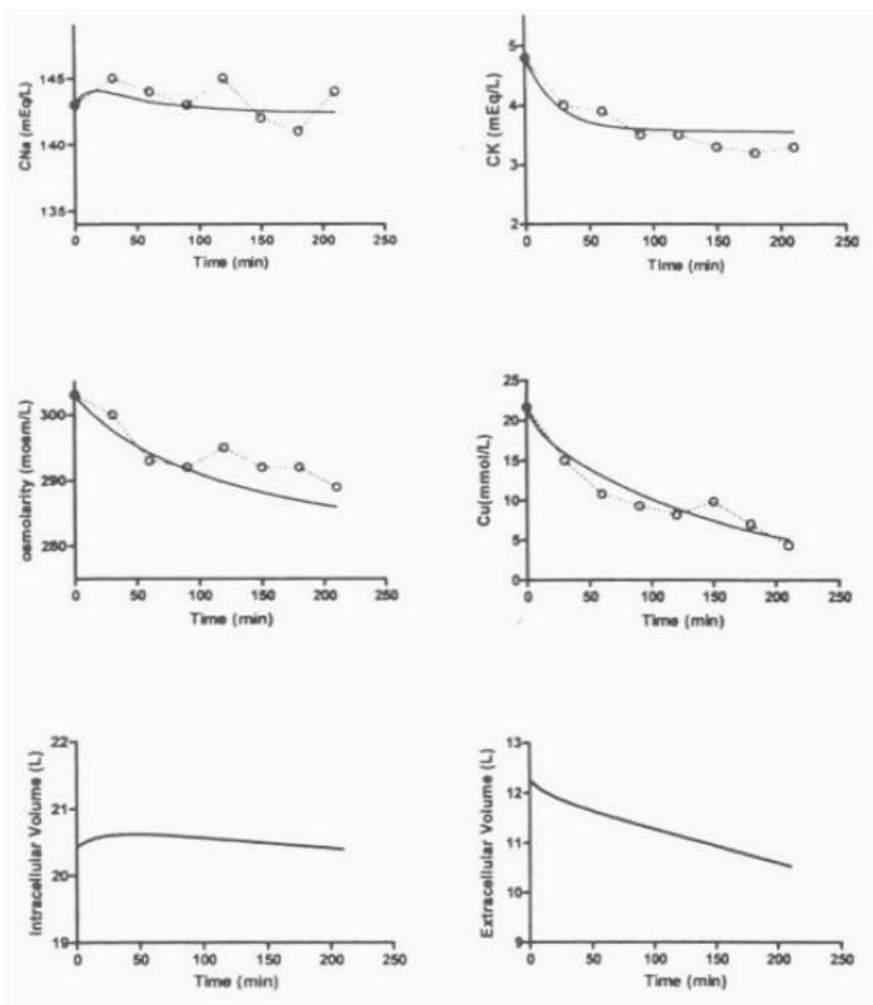 CNa (mEq/L)
145
140
135
0 50 100 150 200 250
Time (min)
CK (mEq/L)
5
4
3
2
0 50 100 150 200 250
Time (min)
osmolarity (mosm/L)
300
290
280
0 50 100 150 200 250
Time (min)
Cu(mmol/L)
25
20
15
10
5
0
0 50 100 150 200 250
Time (min)
Intracellular Volume (L)
22
21
20
19
0 50 100 150 200 250
Time (min)
Extracellular Volume (L)
13
12
11
10
9
0 50 100 150 200 250
Time (min)